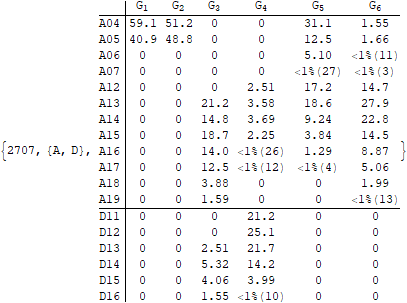 G1 G2 G3 G4 G5 G6
A04 59.1 51.2 0 0 31.1 1.55
A05 40.9 48.8 0 0 12.5 1.66
A06 0 0 0 0 5.10 <1%(11)
A07 0 0 0 0 <1%(27) <1%(3)
A12 0 0 0 2.51 17.2 14.7
A13 0 0 21.2 3.58 18.6 27.9
A14 0 0 14.8 3.69 9.24 22.8
A15 0 0 18.7 2.25 3.84 14.5
{2707, {A, D}, A16 0 0 14.0 <1%(26) 1.29 8.87 }
A17 0 0 12.5 <1%(12) <1%(4) 5.06
A18 0 0 3.88 0 0 1.99
A19 0 0 1.59 0 0 <1%(13)
D11 0 0 0 21.2 0 0
D12 0 0 0 25.1 0 0
D13 0 0 2.51 21.7 0 0
D14 0 0 5.32 14.2 0 0
D15 0 0 4.06 3.99 0 0
D16 0 0 1.55 <1%(10) 0 0